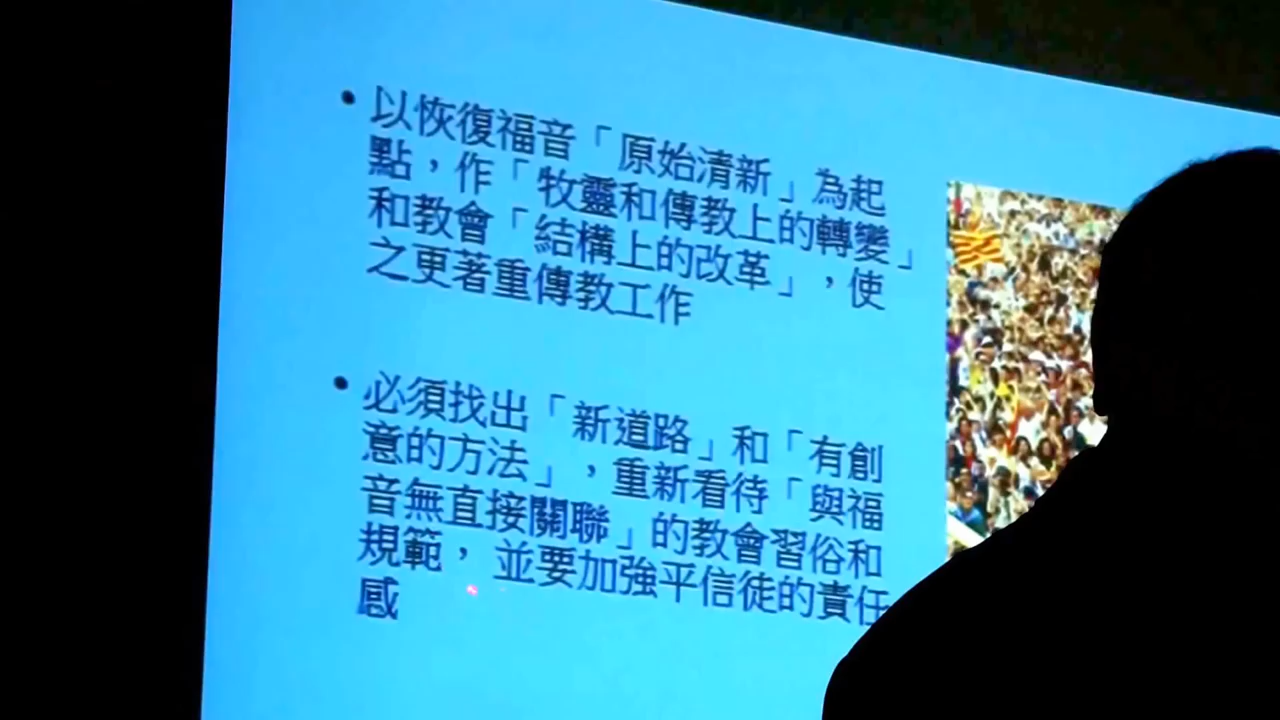 • 以恢復福音「原始清新」為起
點，作「牧靈和傳教上的轉變」
和教會「結構上的改革」，使
之更著重傳教工作
• 必須找出「新道路」和「有創
意的方法」，重新看待「與福
音無直接關聯」的教會習俗和
規範， 並要加強平信徒的責任
感